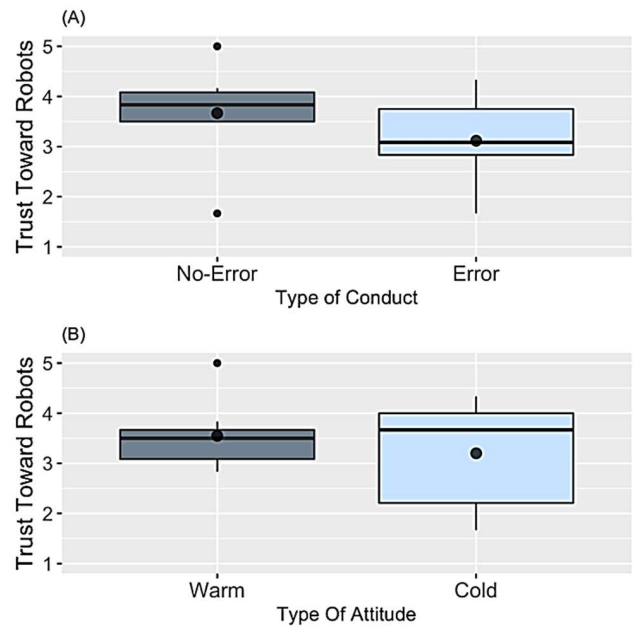 (A)
Trust Toward Robots
5
4
3
2
1
No-Error Error
Type of Conduct
(B)
Trust Toward Robots
5
4
3
2
1
Warm Cold
Type Of Attitude